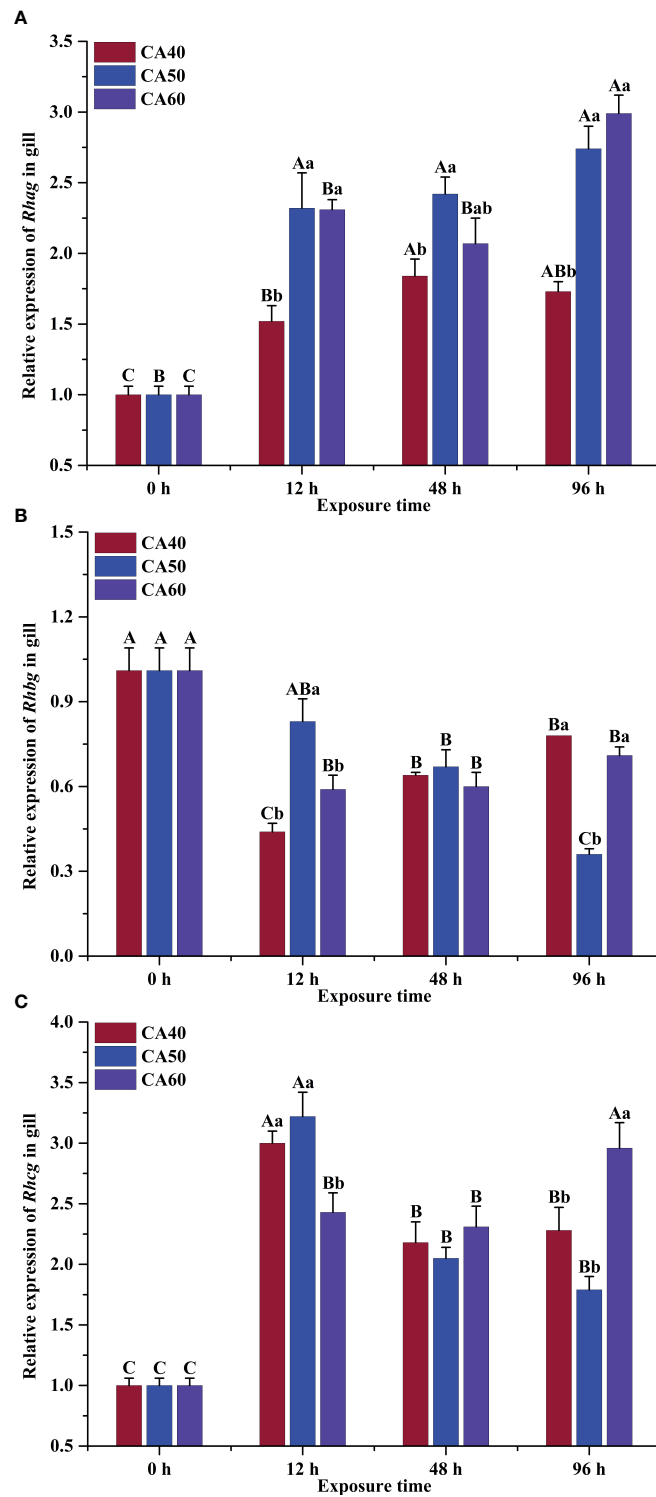 A
Relative expression of Rhag in gill
3.5
3.0
2.5
2.0
1.5
1.0
0.5
CA40
CA50
CA60
C B C
Bb Aa Ba
Ab Aa Bab
ABb Aa Aa
0 h 12 h 48 h 96 h
Exposure time
B
Relative expression of Rhbg in gill
1.5
1.2
0.9
0.6
0.3
0.0
CA40
CA50
CA60
A A A
Cb ABa Bb
B B B
Ba Cb Ba
0 h 12 h 48 h 96 h
Exposure time
C
Relative expression of Rhcg in gill
4.0
3.5
3.0
2.5
2.0
1.5
1.0
0.5
CA40
CA50
CA60
C C C
Aa Aa Bb
B B B
Bb Bb Aa
0 h 12 h 48 h 96 h
Exposure time